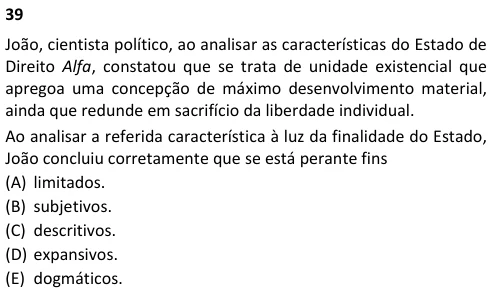 39
João, cientista político, ao analisar as características do Estado de
Direito Alfa, constatou que se trata de unidade existencial que
apregoa uma concepção de máximo desenvolvimento material,
ainda que redunde em sacrifício da liberdade individual.
Ao analisar a referida característica à luz da finalidade do Estado,
João concluiu corretamente que se está perante fins
(A) limitados.
(B) subjetivos.
(C) descritivos.
(D) expansivos.
(E) dogmáticos.